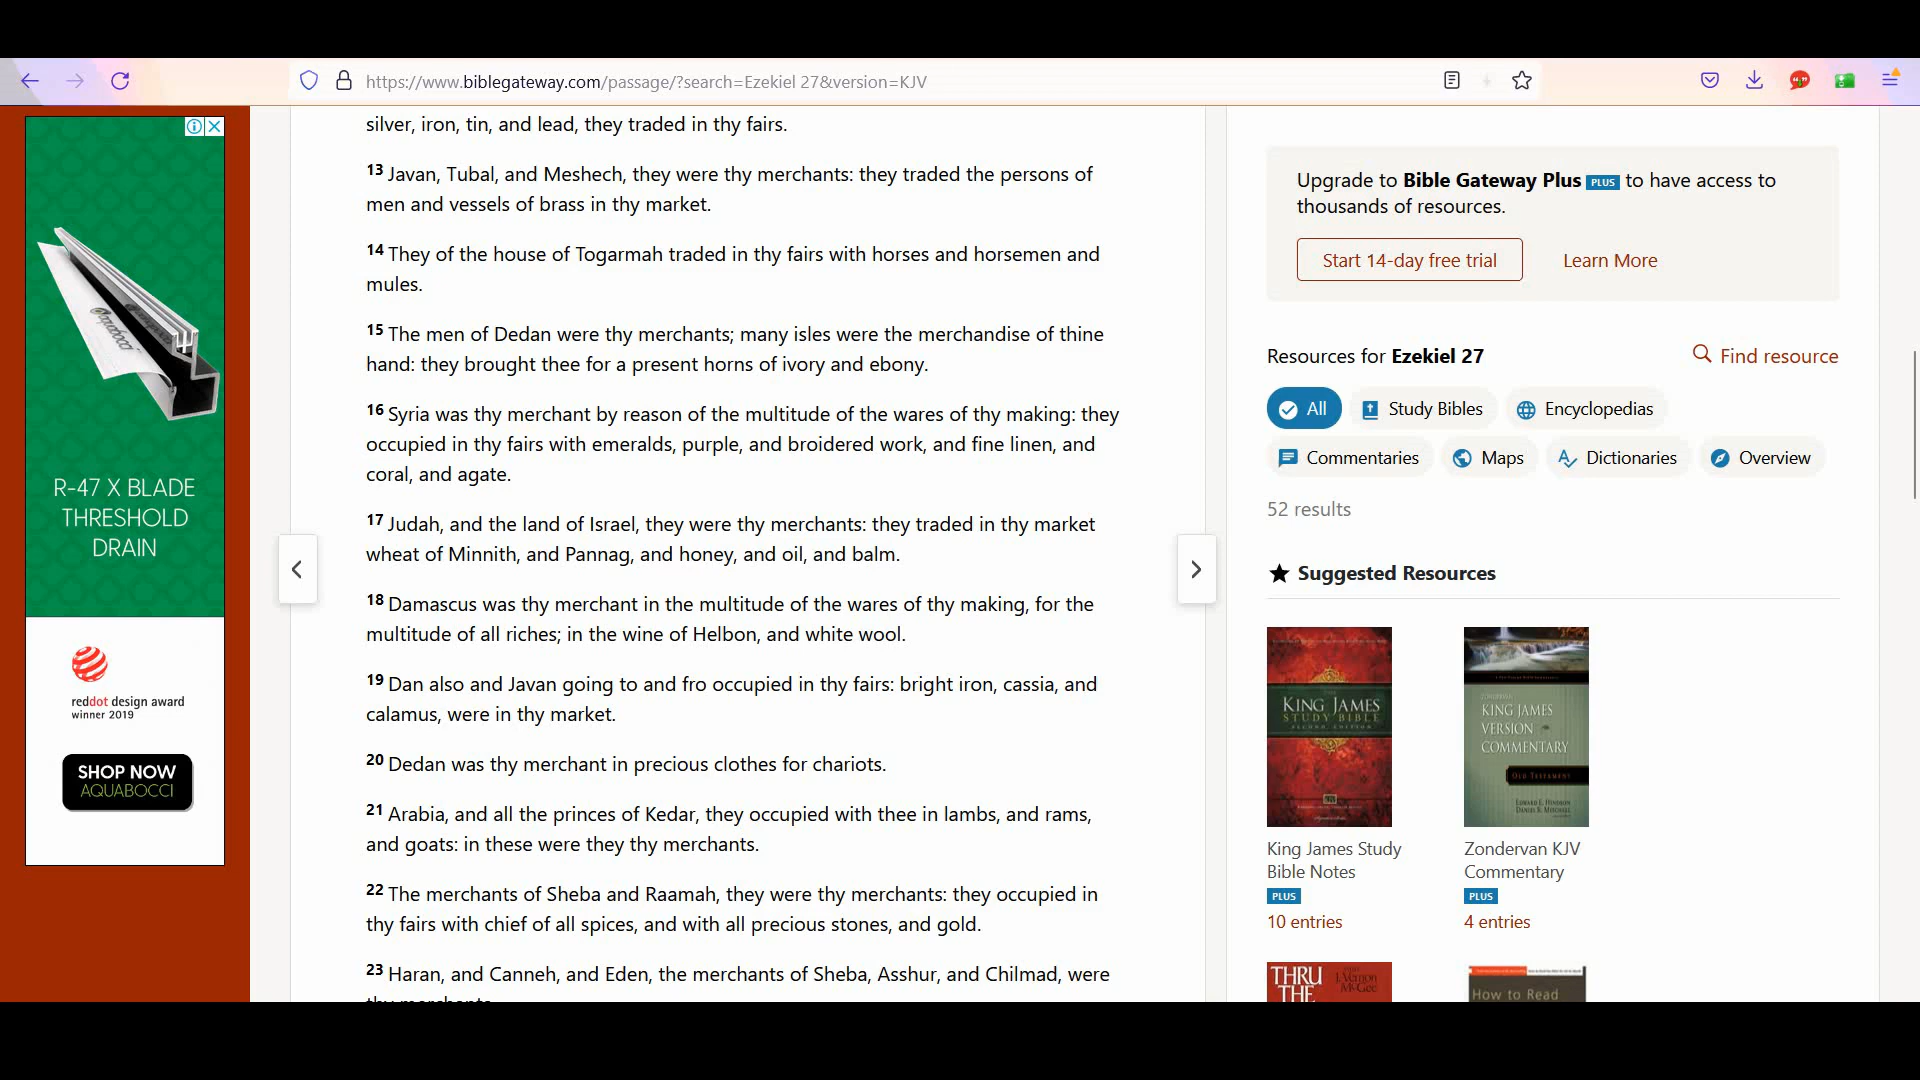 https://www.biblegateway.com/passage/?search=Ezekiel 27&version=KJV
R-47 X BLADE
THRESHOLD
DRAIN
reddot design award
winner 2019
SHOP NOW
AQUABOCCI
silver, iron, tin, and lead, they traded in thy fairs.
13 Javan, Tubal, and Meshech, they were thy merchants: they traded the persons of
men and vessels of brass in thy market.
14 They of the house of Togarmah traded in thy fairs with horses and horsemen and
mules.
15 The men of Dedan were thy merchants; many isles were the merchandise of thine
hand: they brought thee for a present horns of ivory and ebony.
16 Syria was thy merchant by reason of the multitude of the wares of thy making: they
occupied in thy fairs with emeralds, purple, and broidered work, and fine linen, and
coral, and agate.
17 Judah, and the land of Israel, they were thy merchants: they traded in thy market
wheat of Minnith, and Pannag, and honey, and oil, and balm.
18 Damascus was thy merchant in the multitude of the wares of thy making, for the
multitude of all riches; in the wine of Helbon, and white wool.
19 Dan also and Javan going to and fro occupied in thy fairs: bright iron, cassia, and
calamus, were in thy market.
20 Dedan was thy merchant in precious clothes for chariots.
21 Arabia, and all the princes of Kedar, they occupied with thee in lambs, and rams,
and goats: in these were they thy merchants.
22 The merchants of Sheba and Raamah, they were thy merchants: they occupied in
thy fairs with chief of all spices, and with all precious stones, and gold.
23 Haran, and Canneh, and Eden, the merchants of Sheba, Asshur, and Chilmad, were
thy merchants
Upgrade to Bible Gateway Plus PLUS to have access to
thousands of resources.
Start 14-day free trial
Learn More
Resources for Ezekiel 27
Find resource
All
Study Bibles
Encyclopedias
Commentaries
Maps
Dictionaries
Overview
52 results
Suggested Resources
KING JAMES
STUDY BIBLE
SECOND EDITION
ZONDERVAN
KING JAMES
VERSION
COMMENTARY
OLD TESTAMENT
EDWARD E. HINDSON
DANIEL R. MITCHELL
King James Study
Bible Notes
PLUS
10 entries
Zondervan KJV
Commentary
PLUS
4 entries
THRU
THE
J. Vernon
McGee
How to Read